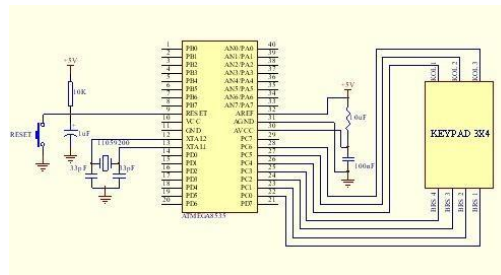 +5V
10K
RESET
1uF
11059200
33pF
33pF
1 PB0
2 PB1
3 PB2
4 PB3
5 PB4
6 PB5
7 PB6
8 PB7
9 RESET
10 VCC
11 GND
12 XTAL2
13 XTAL1
14 PD0
15 PD1
16 PD2
17 PD3
18 PD4
19 PD5
20 PD6
AN0/PA0 40
AN1/PA1 39
AN2/PA2 38
AN3/PA3 37
AN4/PA4 36
AN5/PA5 35
AN6/PA6 34
AN7/PA7 33
AREF 32
AGND 31
AVCC 30
PC7 29
PC6 28
PC5 27
PC4 26
PC3 25
PC2 24
PC1 23
PC0 22
PD7 21
ATMEGA8535
+5V
10uF
100nF
KOL 1
KOL 2
KOL 3
KEYPAD 3X4
BRS 4
BRS 3
BRS 2
BRS 1